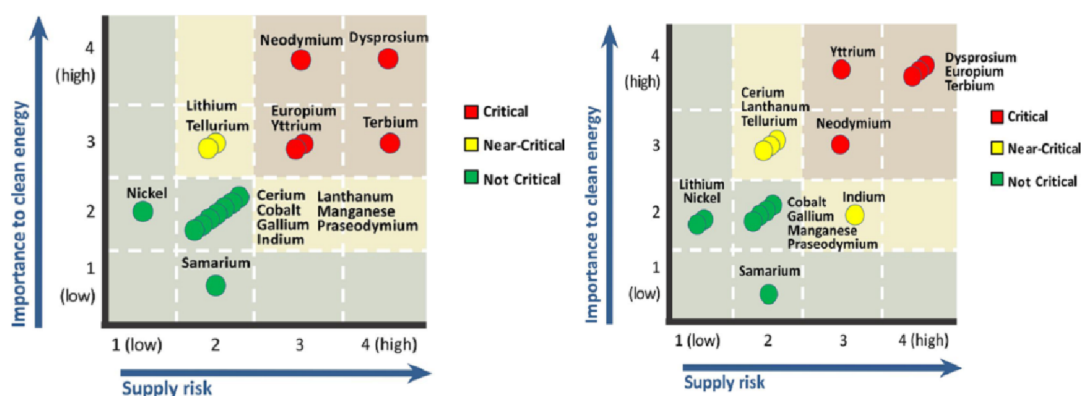 Importance to clean energy
4
(high)
3
2
1
(low)
Neodymium Dysprosium
Lithium
Tellurium
Europium
Yttrium
Terbium
Nickel
Cerium Lanthanum
Cobalt Manganese
Gallium Praseodymium
Indium
Samarium
1 (low) 2 3 4 (high)
Supply risk
Critical
Near-Critical
Not Critical
Importance to clean energy
4
(high)
3
2
1
(low)
Yttrium
Dysprosium
Europium
Terbium
Cerium
Lanthanum
Tellurium
Neodymium
Lithium
Nickel
Cobalt
Gallium
Manganese
Praseodymium
Indium
Samarium
1 (low) 2 3 4 (high)
Supply risk
Critical
Near-Critical
Not Critical